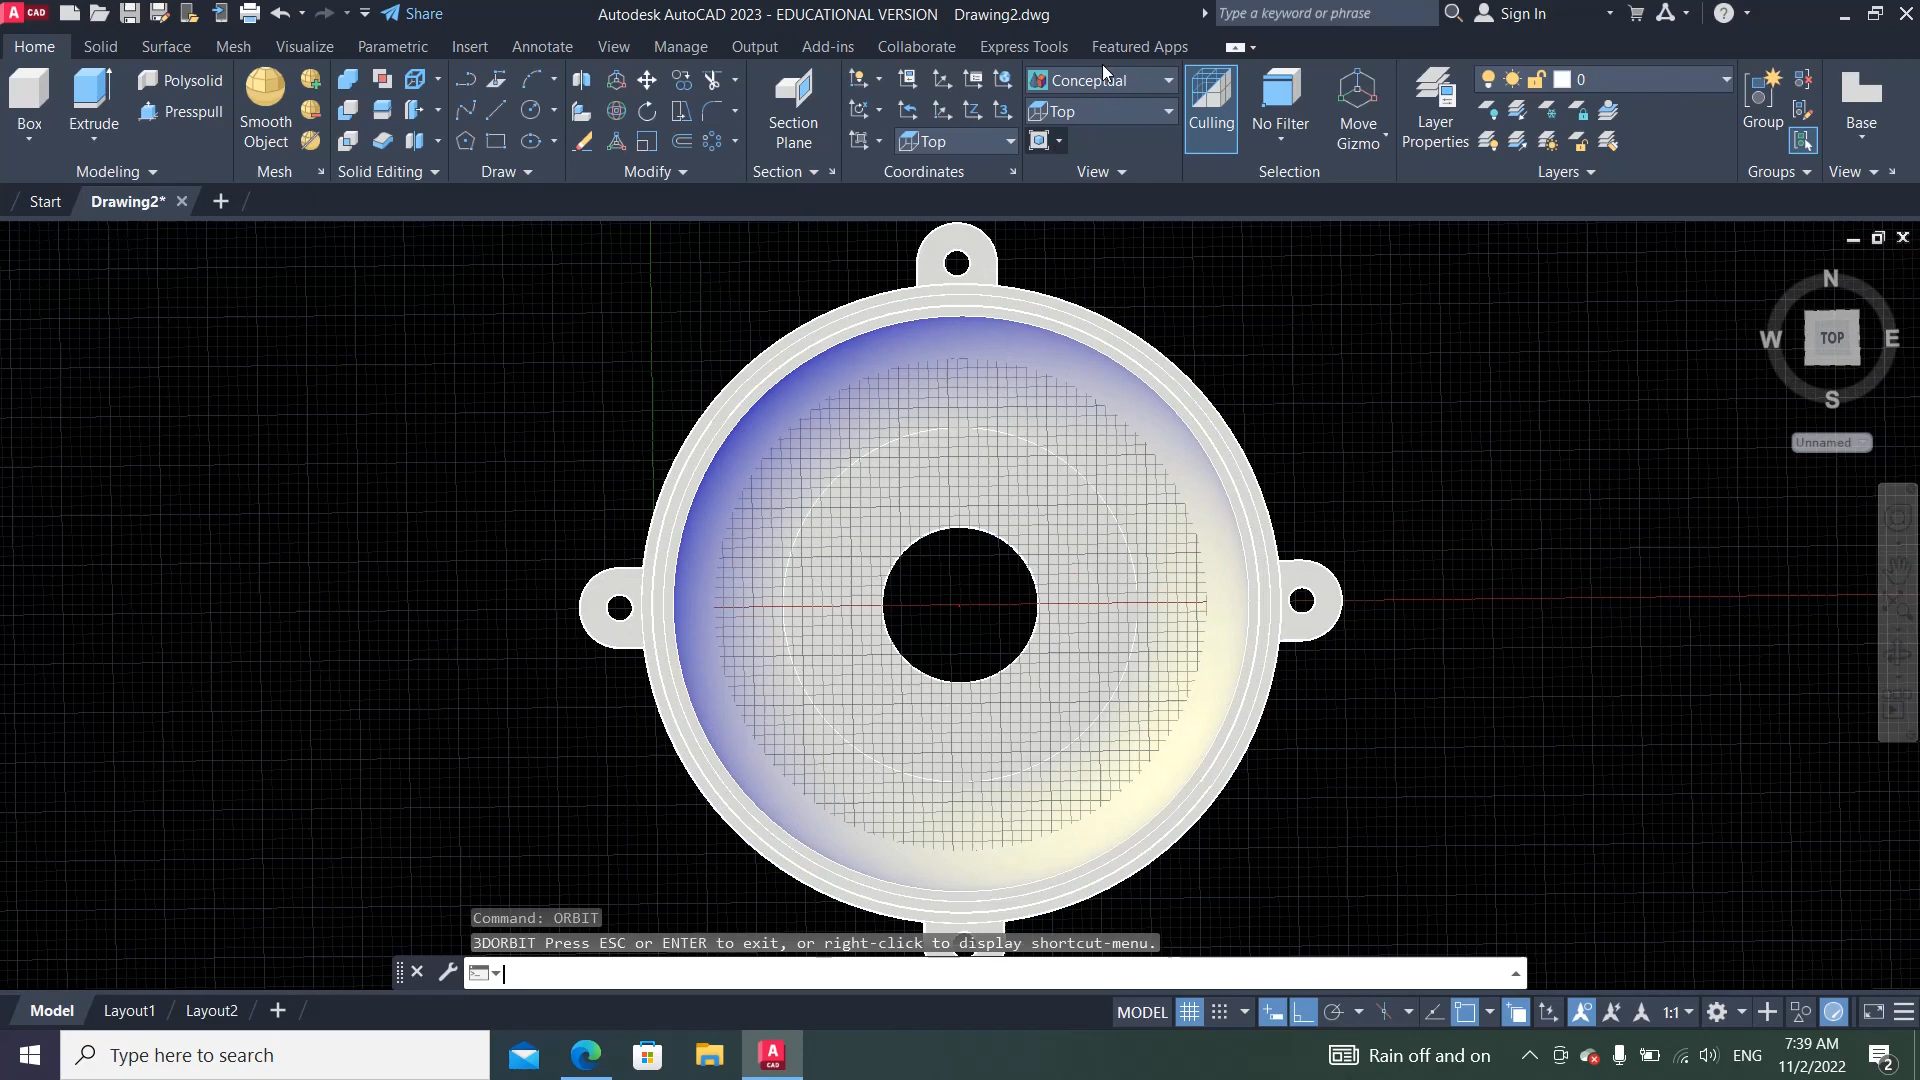 CAD
Share
Autodesk AutoCAD 2023 - EDUCATIONAL VERSION Drawing2.dwg
Type a keyword or phrase
Sign In
Home Solid Surface Mesh Visualize Parametric Insert Annotate View Manage Output Add-ins Collaborate Express Tools Featured Apps
Box
Extrude
Polysolid
Presspull
Smooth
Object
Section
Plane
Top
Conceptual
Top
Culling
No Filter
Move
Gizmo
Layer
Properties
0
Group
Base
Modeling
Mesh
Solid Editing
Draw
Modify
Section
Coordinates
View
Selection
Layers
Groups
View
Start
Drawing2*
N
W
TOP
E
S
Unnamed
Command: ORBIT
3DORBIT Press ESC or ENTER to exit, or right-click to display shortcut-menu.
Model
Layout1
Layout2
MODEL
1:1
Type here to search
A
CAD
Rain off and on
ENG
7:39 AM
11/2/2022
2